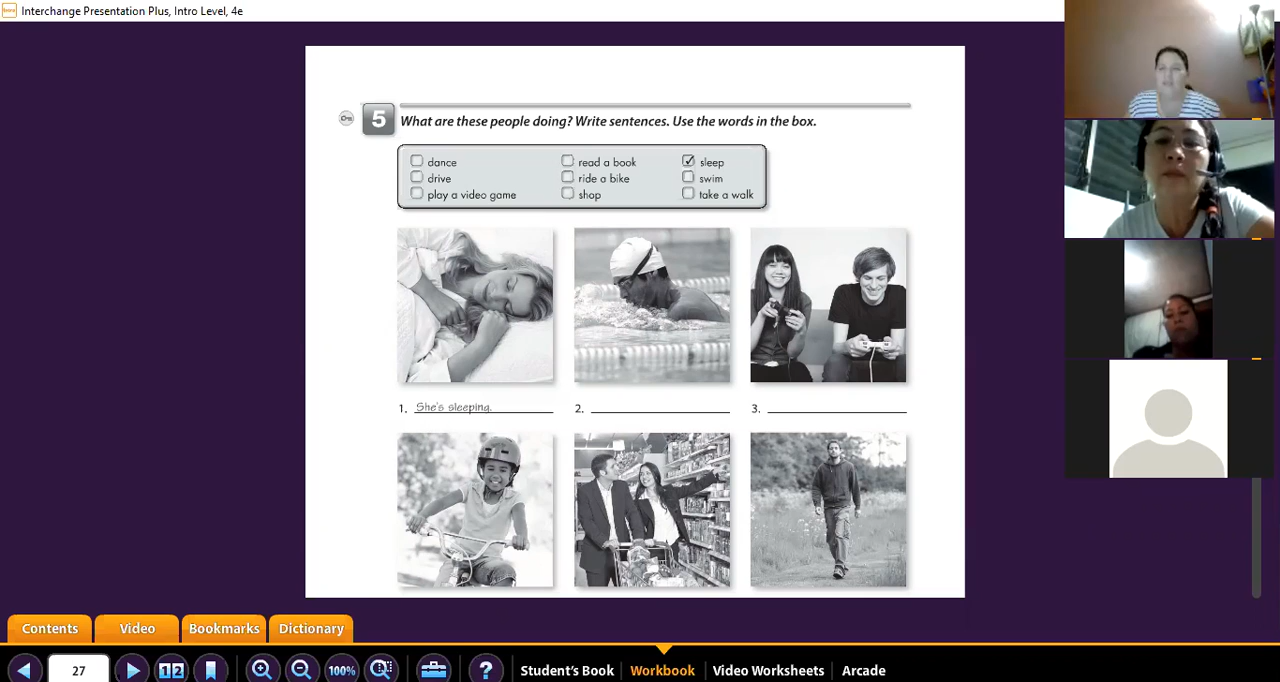 Interchange Presentation Plus, Intro Level, 4e
5 What are these people doing? Write sentences. Use the words in the box.
dance read a book sleep
drive ride a bike swim
play a video game shop take a walk
1. She's sleeping. 2. 3.
Contents Video Bookmarks Dictionary
27 1 2 100% ? Student's Book Workbook Video Worksheets Arcade